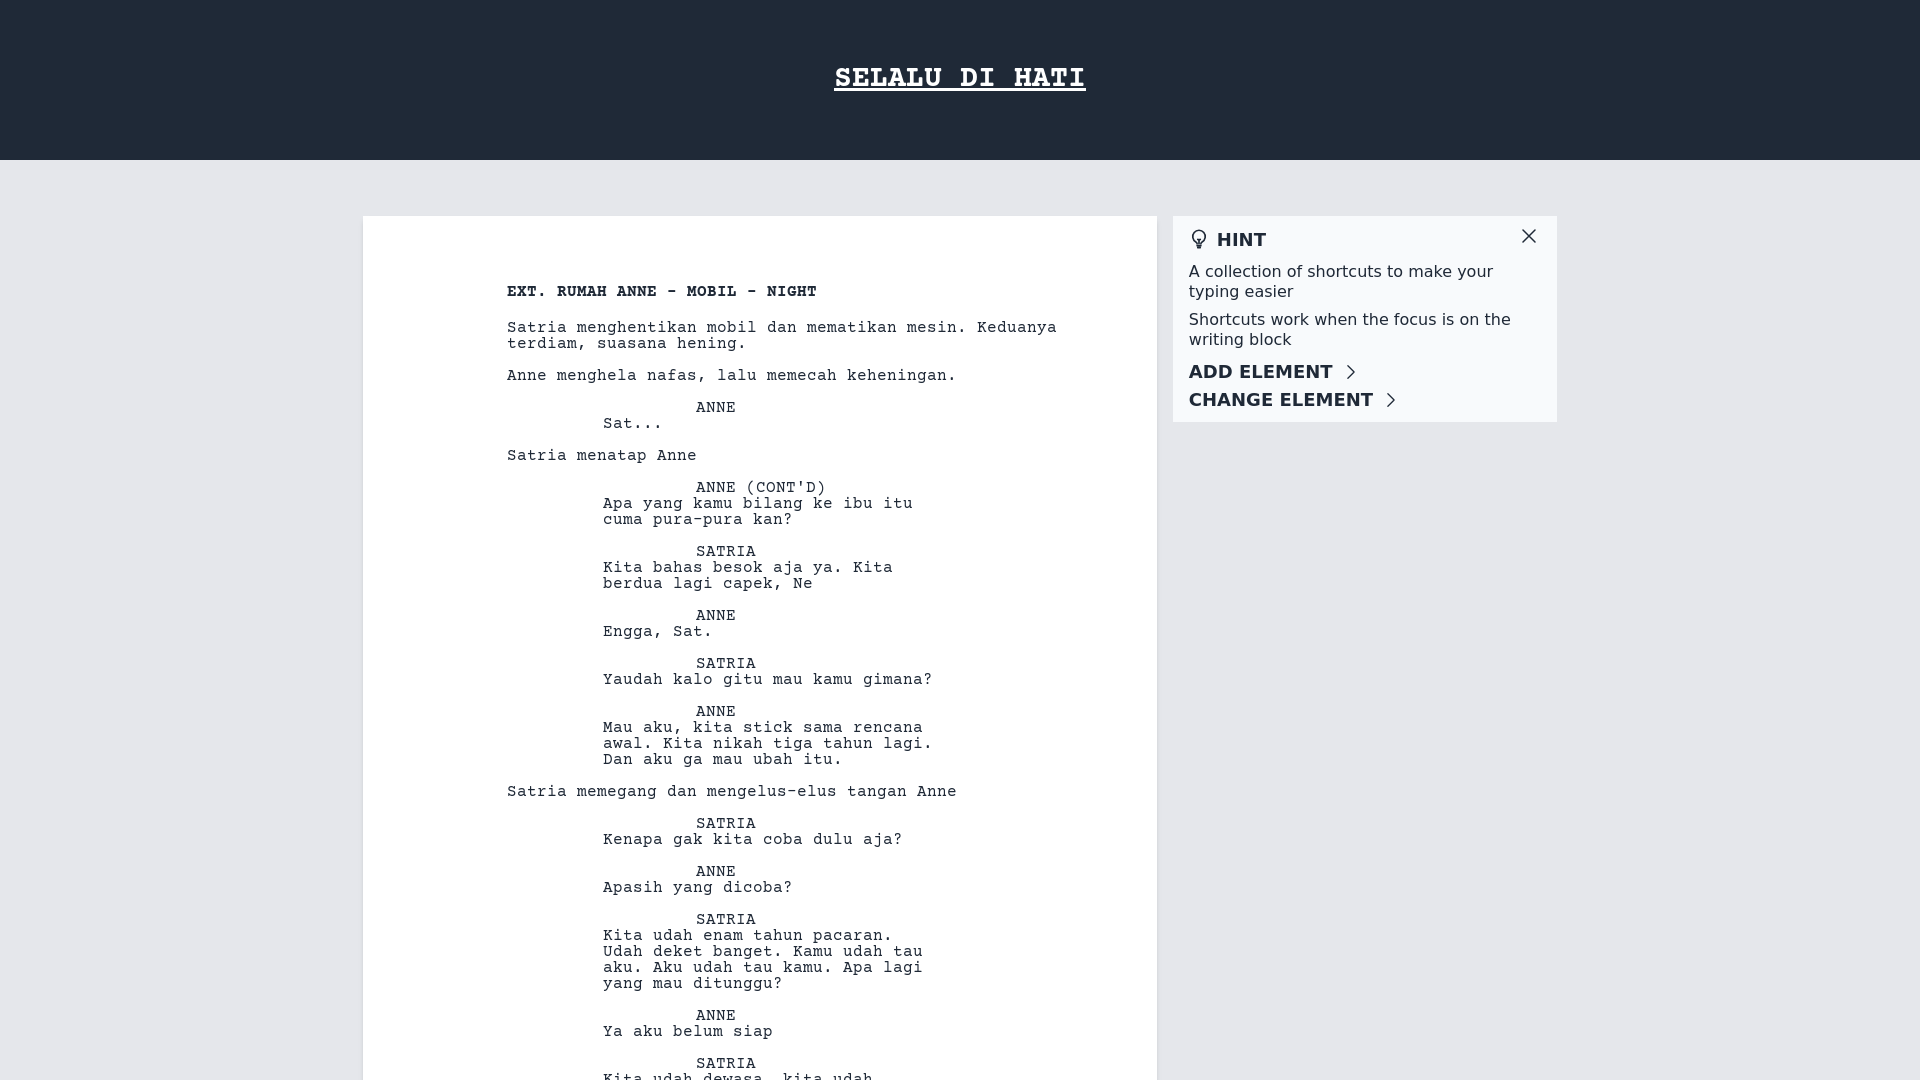 SELALU DI HATI
EXT. RUMAH ANNE - MOBIL - NIGHT
Satria menghentikan mobil dan mematikan mesin. Keduanya
terdiam, suasana hening.
Anne menghela nafas, lalu memecah keheningan.
ANNE
Sat...
Satria menatap Anne
ANNE (CONT'D)
Apa yang kamu bilang ke ibu itu
cuma pura-pura kan?
SATRIA
Kita bahas besok aja ya. Kita
berdua lagi capek, Ne
ANNE
Engga, Sat.
SATRIA
Yaudah kalo gitu mau kamu gimana?
ANNE
Mau aku, kita stick sama rencana
awal. Kita nikah tiga tahun lagi.
Dan aku ga mau ubah itu.
Satria memegang dan mengelus-elus tangan Anne
SATRIA
Kenapa gak kita coba dulu aja?
ANNE
Apasih yang dicoba?
SATRIA
Kita udah enam tahun pacaran.
Udah deket banget. Kamu udah tau
aku. Aku udah tau kamu. Apa lagi
yang mau ditunggu?
ANNE
Ya aku belum siap
SATRIA
Kita udah dewasa, kita udah
HINT
A collection of shortcuts to make your
typing easier
Shortcuts work when the focus is on the
writing block
ADD ELEMENT
CHANGE ELEMENT